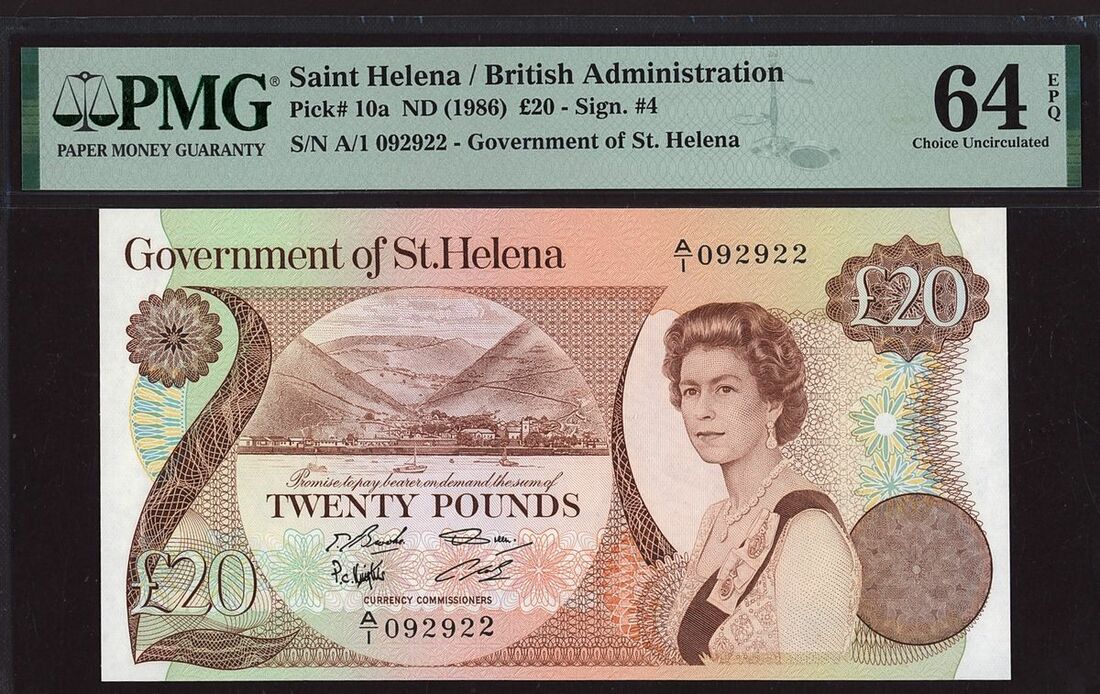 PMG®
PAPER MONEY GUARANTY
Saint Helena / British Administration
Pick# 10a ND (1986) £20 - Sign. #4
S/N A/1 092922 - Government of St. Helena
64 EPQ
Choice Uncirculated
Government of St.Helena
A/1 092922
£20
Promise to pay bearer on demand the sum of
TWENTY POUNDS
£20
CURRENCY COMMISSIONERS
A/1 092922